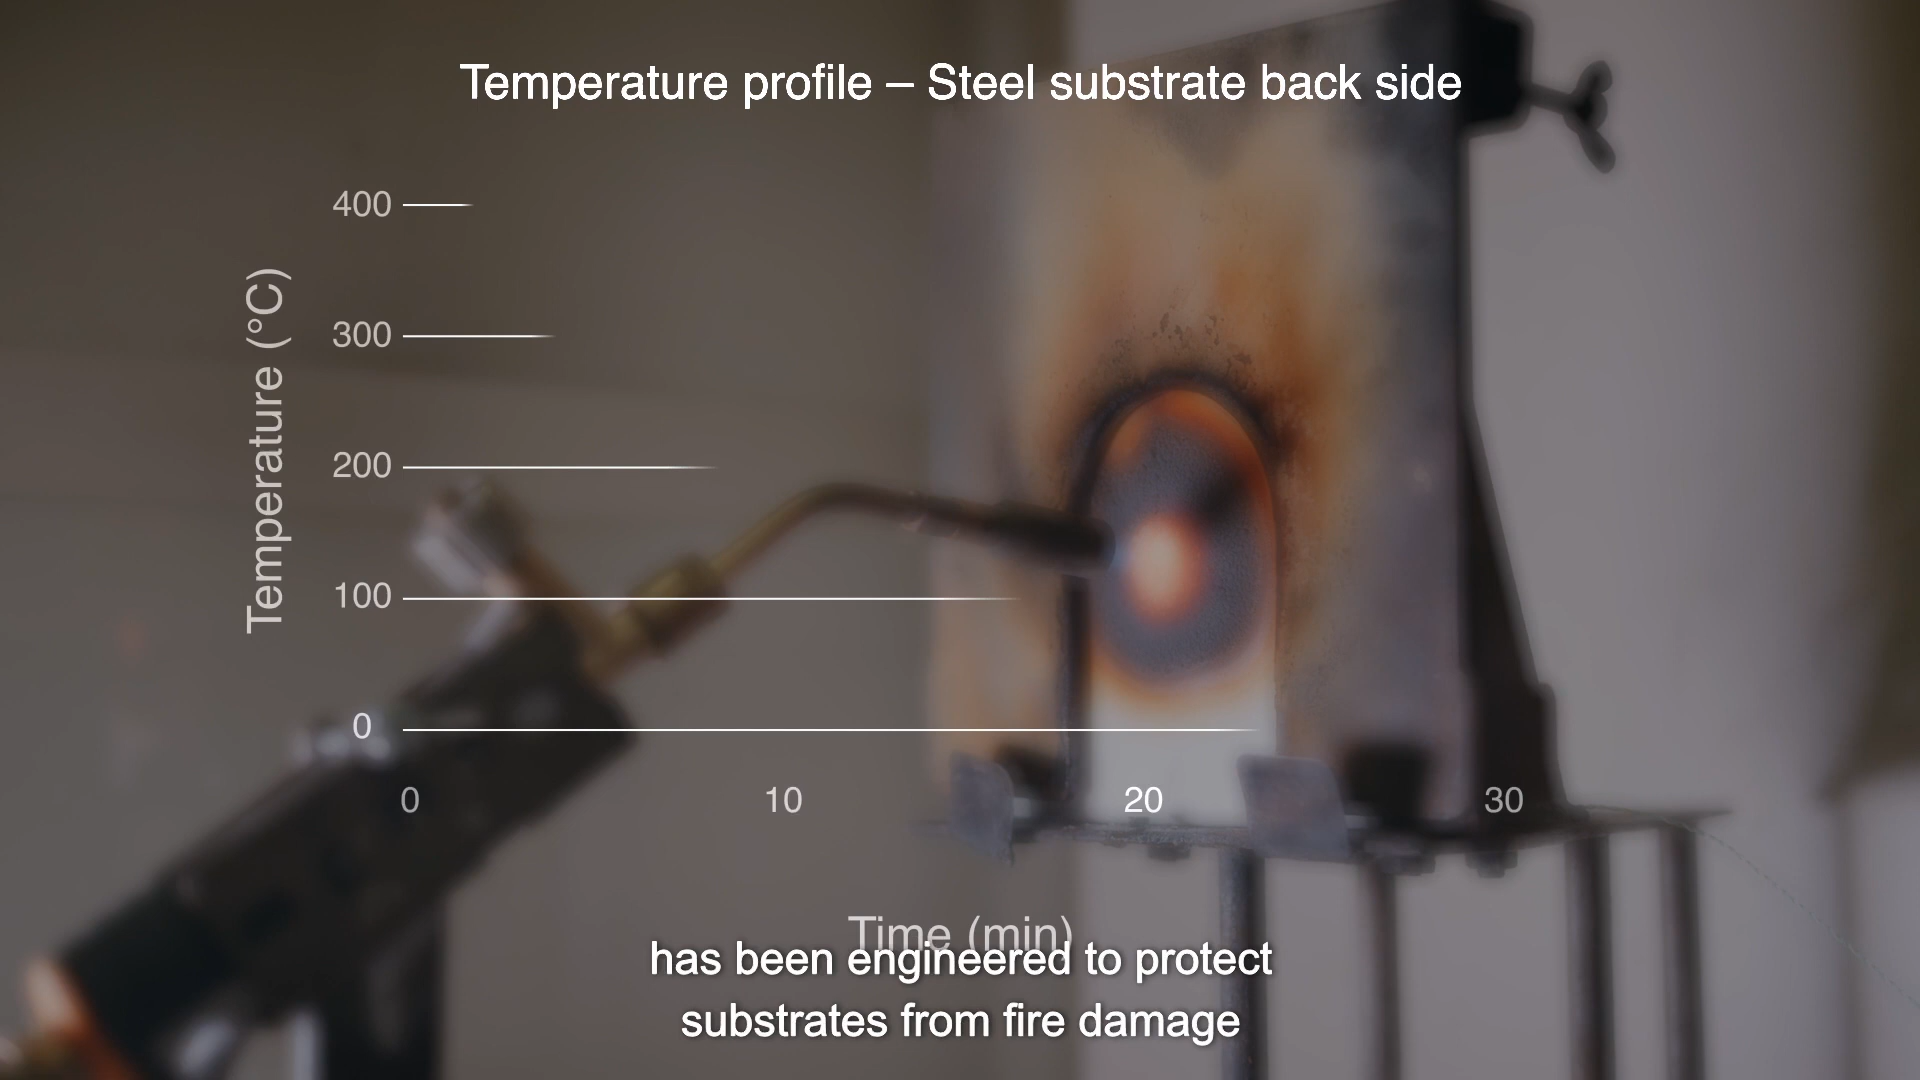 Temperature profile – Steel substrate back side
400
300
200
100
0
Temperature (°C)
0 10 20 30
Time (min)
has been engineered to protect
substrates from fire damage